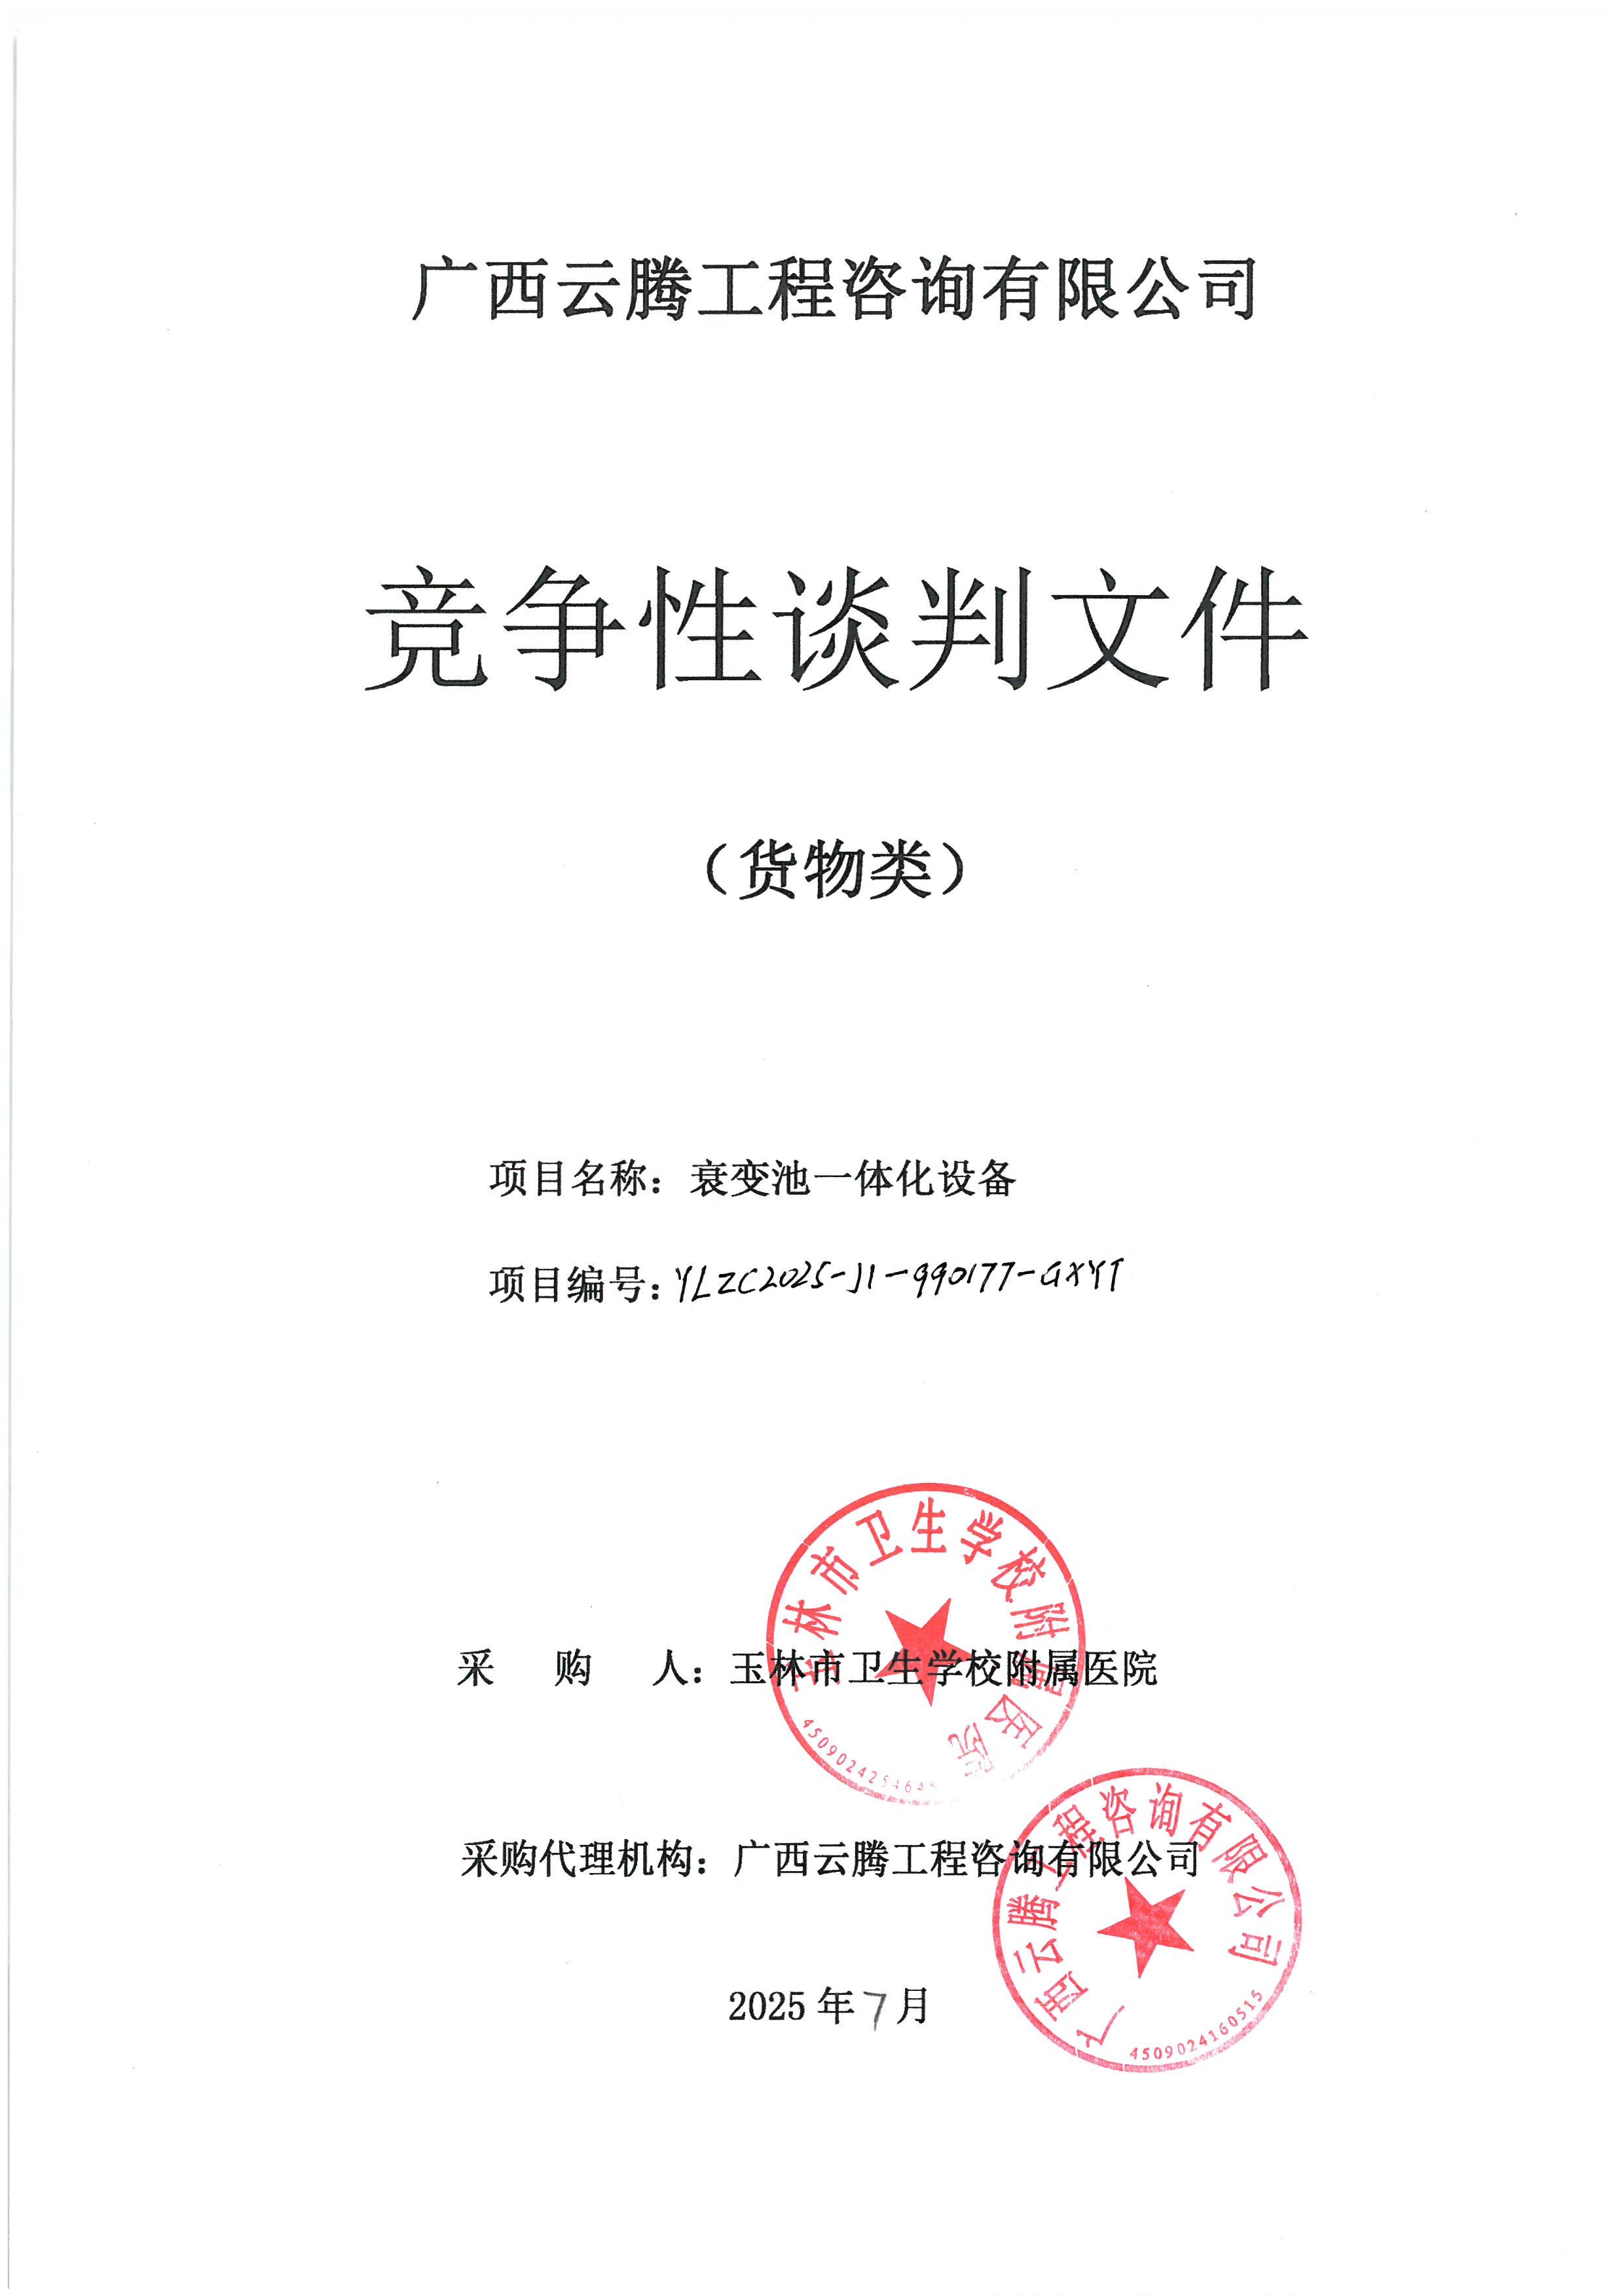 广西云腾工程咨询有限公司
竞争性谈判文件
（货物类）
项目名称：衰变池一体化设备
项目编号：YLZC2025-J1-990177-GXYT
玉林市卫生学校附属医院
采 购 人：玉林市卫生学校附属医院
4509024254645
广西云腾工程咨询有限公司
采购代理机构：广西云腾工程咨询有限公司
2025 年 7 月
4509024160515